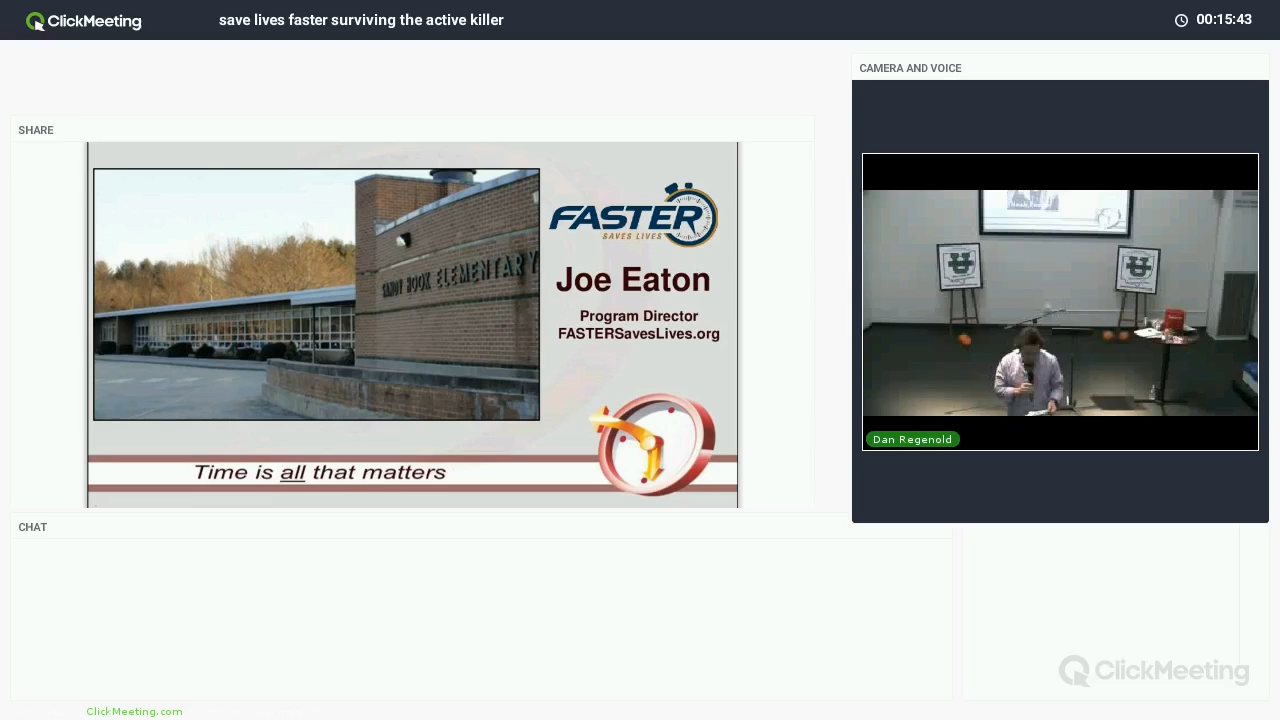 ClickMeeting
save lives faster surviving the active killer
00:15:43
CAMERA AND VOICE
SHARE
SANDY HOOK ELEMENTARY
FASTER
SAVES LIVES
Joe Eaton
Program Director
FASTERSavesLives.org
Time is all that matters
Dan Regenold
CHAT
ClickMeeting
ClickMeeting.com